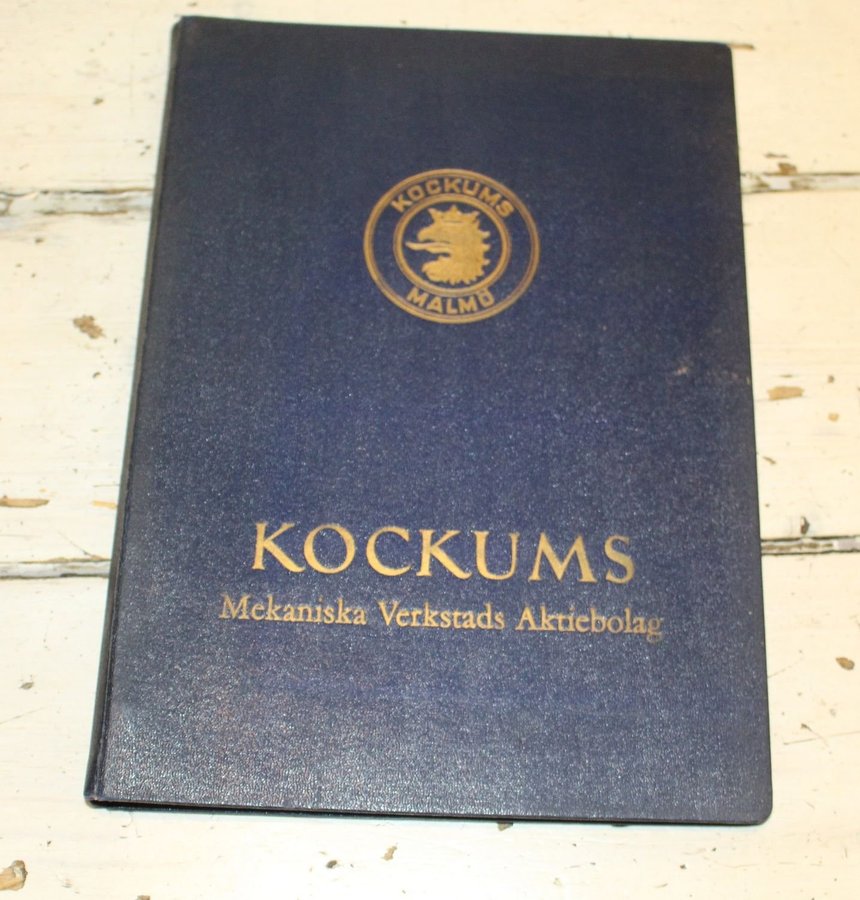 KOCKUMS
MALMÖ
KOCKUMS
Mekaniska Verkstads Aktiebolag